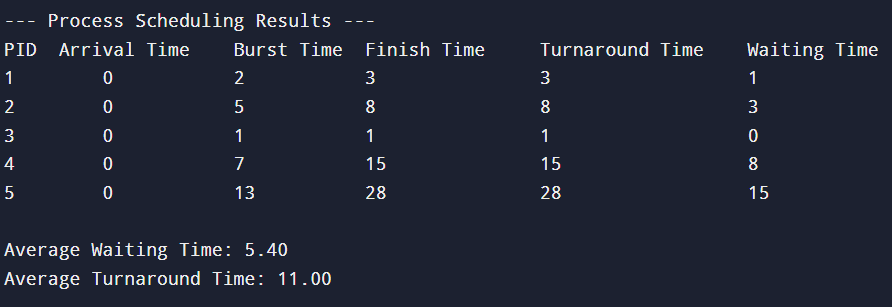 --- Process Scheduling Results ---
PID  Arrival Time    Burst Time  Finish Time     Turnaround Time    Waiting Time
1        0           2           3               3                  1
2        0           5           8               8                  3
3        0           1           1               1                  0
4        0           7           15              15                 8
5        0           13          28              28                 15
Average Waiting Time: 5.40
Average Turnaround Time: 11.00